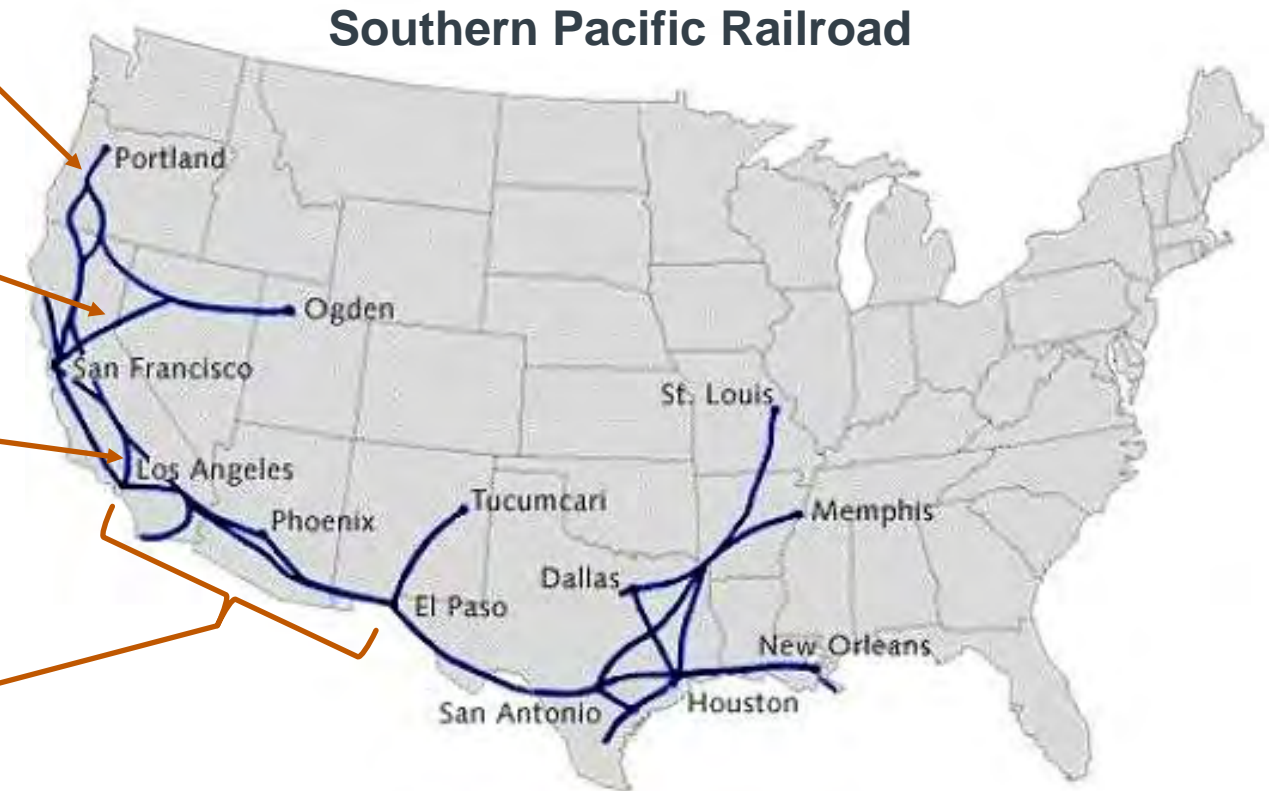 Southern Pacific Railroad
Portland
Ogden
San Francisco
St. Louis
Los Angeles
Tucumcari
Memphis
Phoenix
Dallas
El Paso
New Orleans
San Antonio
Houston